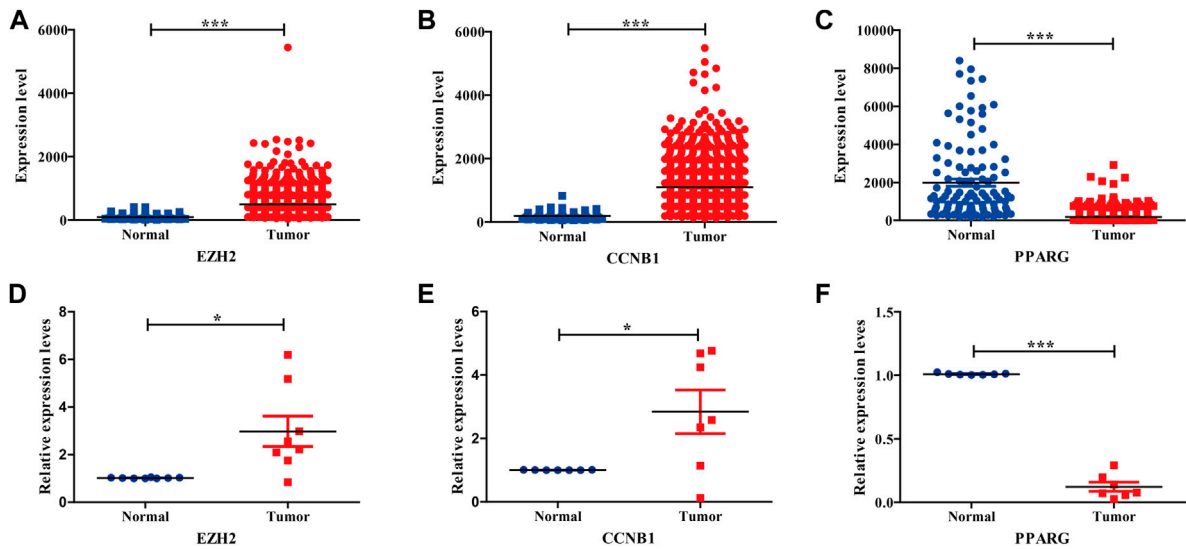 A
Expression level
6000
4000
2000
0
***
Normal
Tumor
EZH2
B
Expression level
6000
4000
2000
0
***
Normal
Tumor
CCNB1
C
Expression level
10000
8000
6000
4000
2000
0
***
Normal
Tumor
PPARG
D
Relative expression leves
8
6
4
2
0
*
Normal
Tumor
EZH2
E
Relative expression leves
6
4
2
0
*
Normal
Tumor
CCNB1
F
Relative expression leves
1.5
1.0
0.5
0.0
***
Normal
Tumor
PPARG